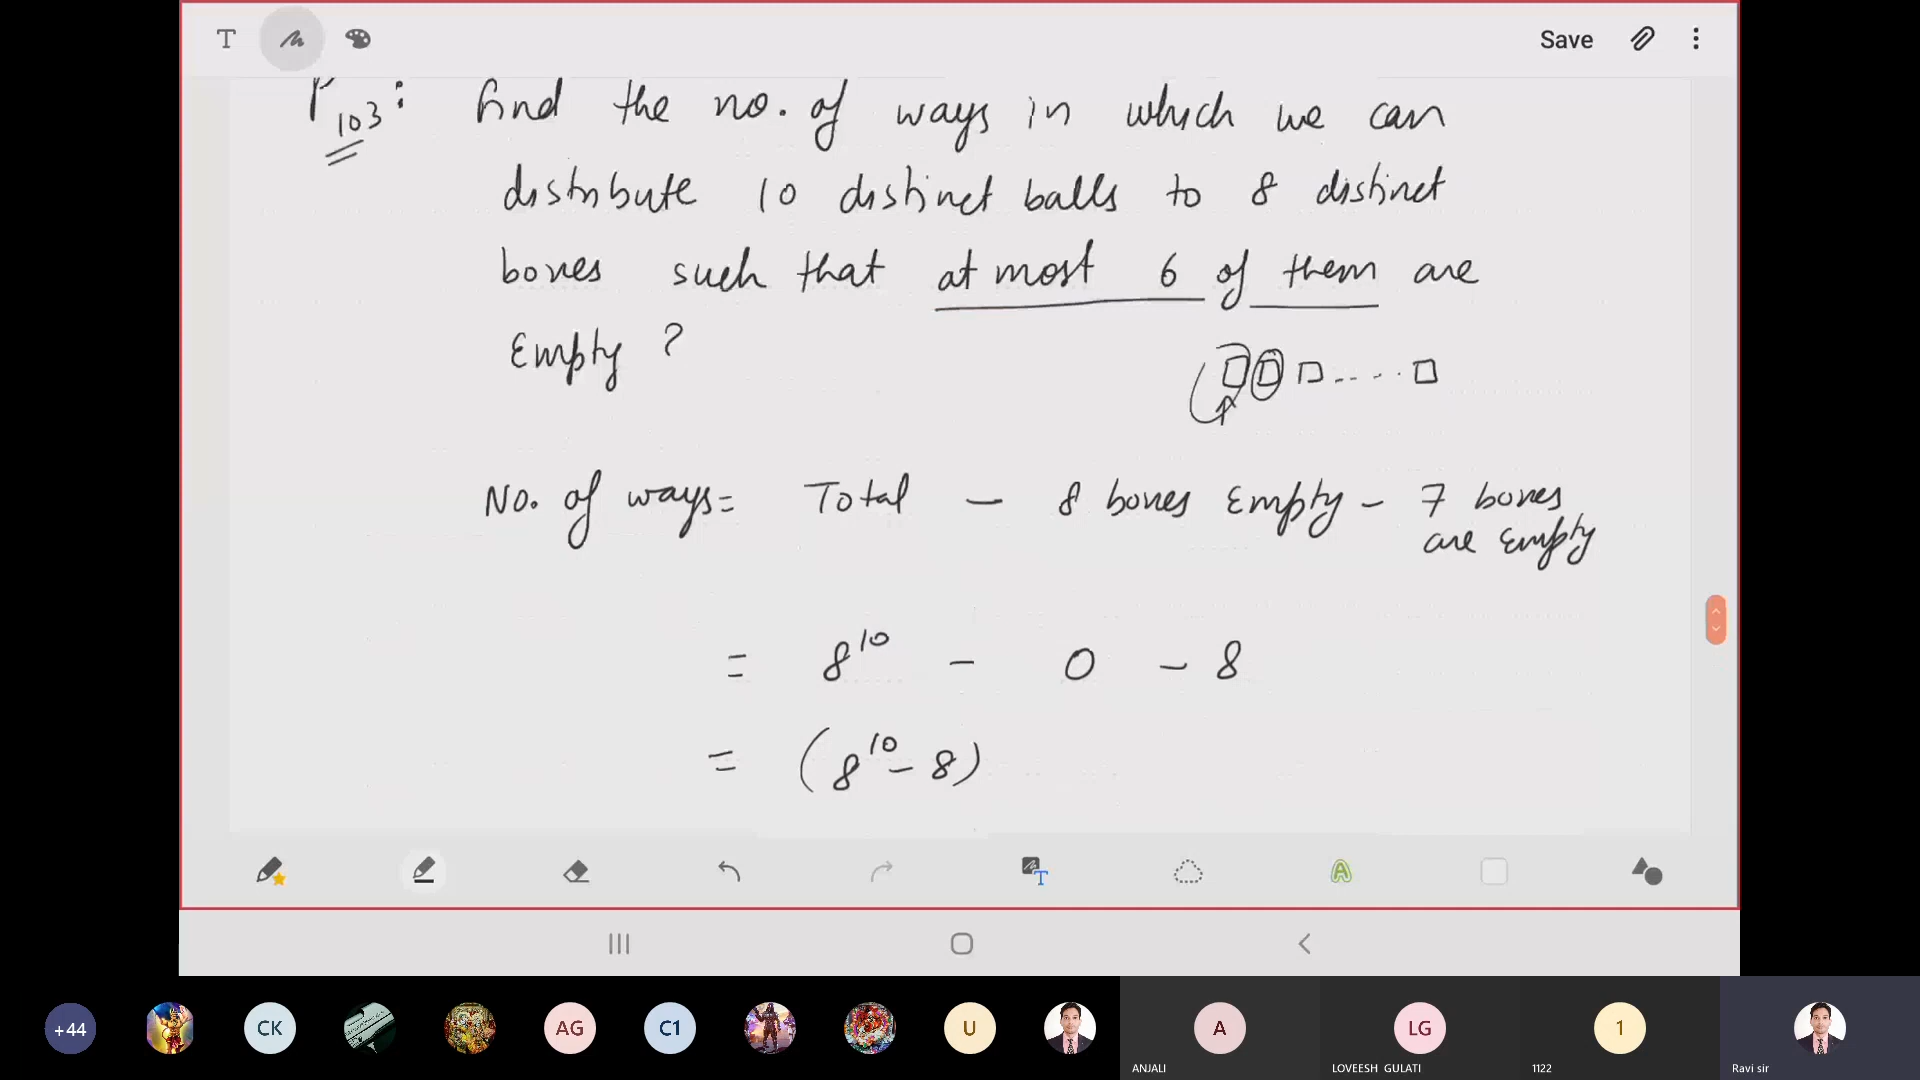 T Save
P103: find the no. of ways in which we can
distribute 10 distinct balls to 8 distinct
boxes such that at most 6 of them are
Empty ?
No. of ways = Total - 8 boxes Empty - 7 boxes
are empty
= 8^10 - 0 - 8
= (8^10 - 8)
T A
+44 CK AG C1 U A LG 1
ANJALI LOVEESH GULATI 1122 Ravi sir